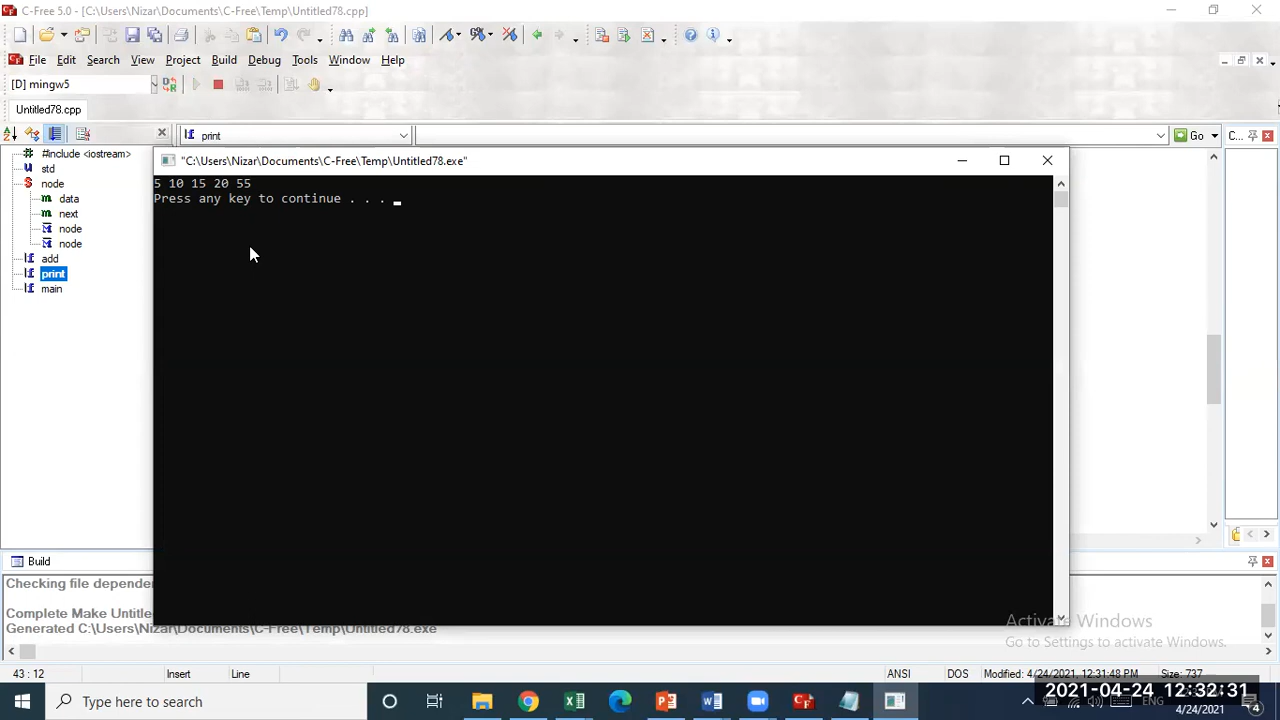 C-Free 5.0 - [C:\Users\Nizar\Documents\C-Free\Temp\Untitled78.cpp]
File Edit Search View Project Build Debug Tools Window Help
[D] mingw5
Untitled78.cpp
print
Go
C...
#include <iostream>
std
node
data
next
node
node
add
print
main
"C:\Users\Nizar\Documents\C-Free\Temp\Untitled78.exe"
5 10 15 20 55
Press any key to continue . . .
Build
Checking file depende
Complete Make Untitle
Generated C:\Users\Nizar\Documents\C-Free\Temp\Untitled78.exe
Activate Windows
Go to Settings to activate Windows.
43 : 12 Insert Line ANSI DOS Modified: 4/24/2021, 12:31:48 PM Size: 737
Type here to search
2021-04-24 12:32:31
ENG
4/24/2021
4